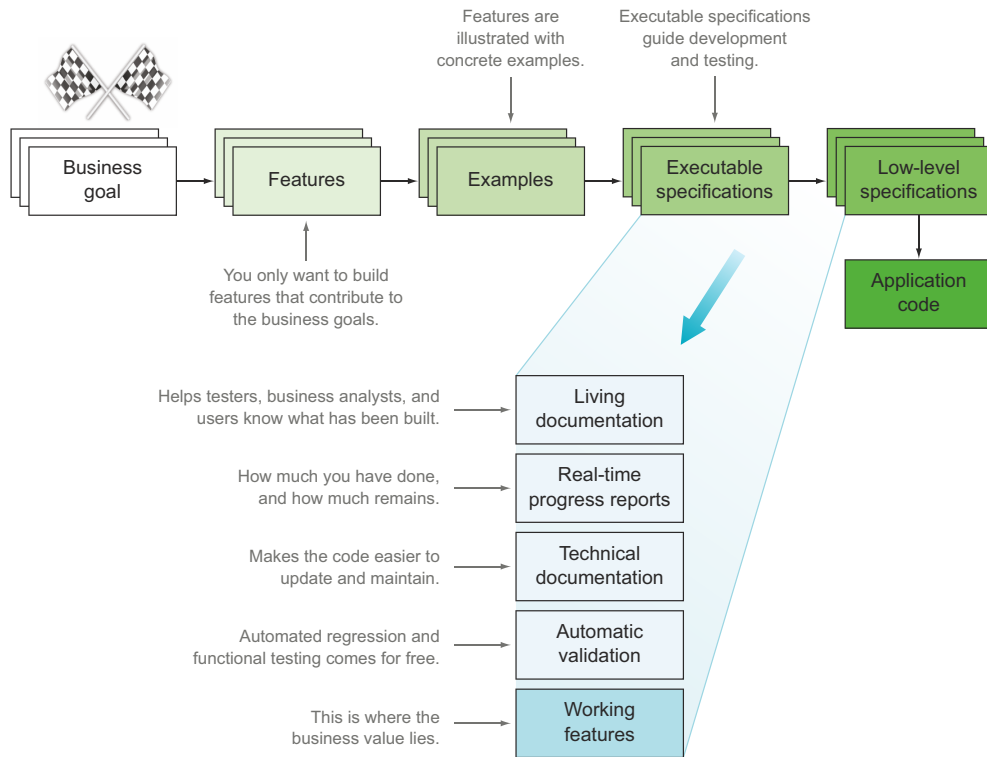 Features are
illustrated with
concrete examples.
Executable specifications
guide development
and testing.
Business
goal
Features
Examples
Executable
specifications
Low-level
specifications
You only want to build
features that contribute to
the business goals.
Application
code
Helps testers, business analysts, and
users know what has been built.
Living
documentation
How much you have done,
and how much remains.
Real-time
progress reports
Makes the code easier to
update and maintain.
Technical
documentation
Automated regression and
functional testing comes for free.
Automatic
validation
This is where the
business value lies.
Working
features